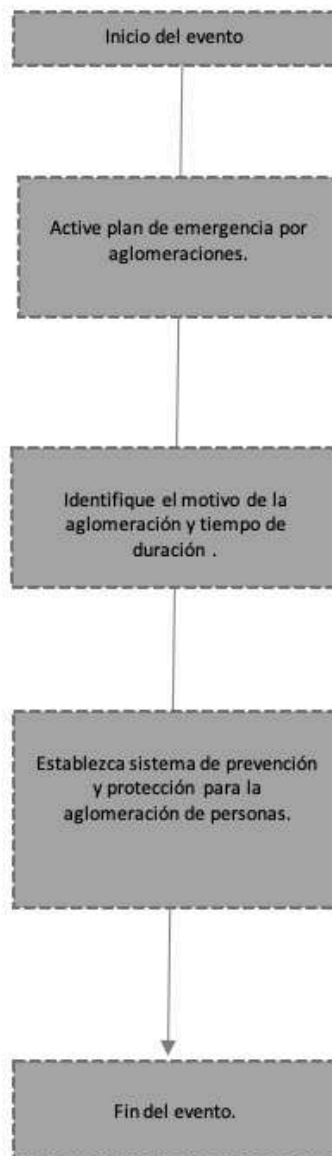 Inicio del evento
Active plan de emergencia por
aglomeraciones.
Identifique el motivo de la
aglomeración y tiempo de
duración .
Establezca sistema de prevención
y protección para la
aglomeración de personas.
Fin del evento.